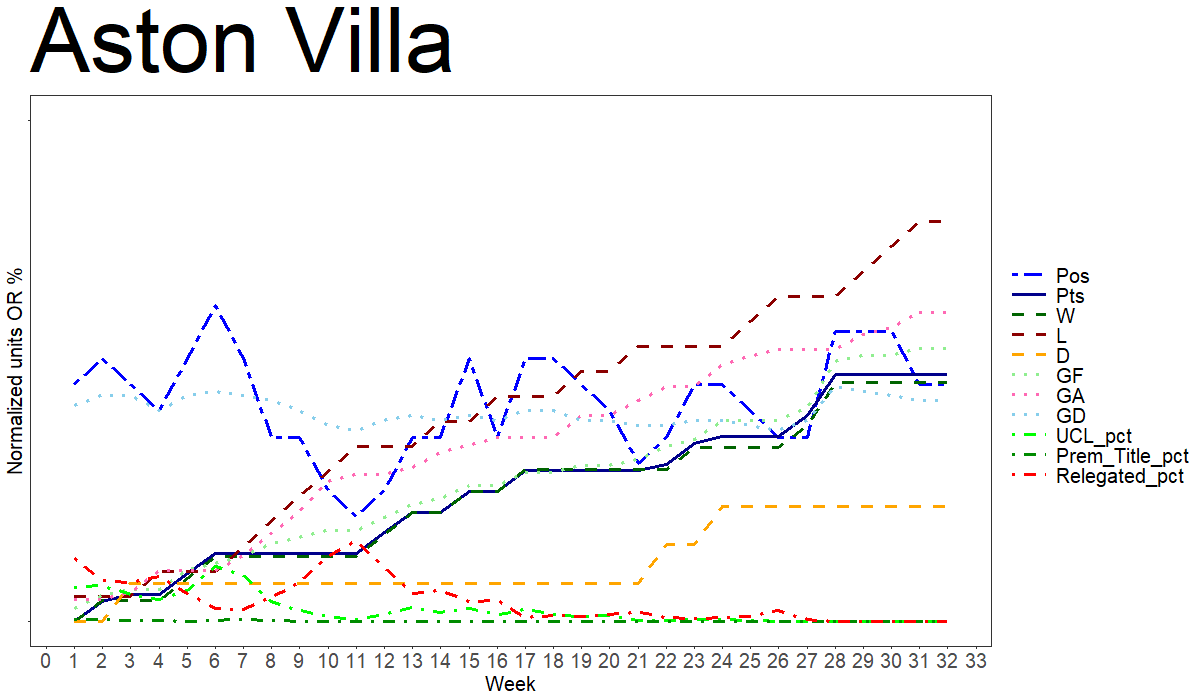 Aston Villa
Normalized units OR %
Pos
Pts
W
L
D
GF
GA
GD
UCL_pct
Prem_Title_pct
Relegated_pct
0 1 2 3 4 5 6 7 8 9 10 11 12 13 14 15 16 17 18 19 20 21 22 23 24 25 26 27 28 29 30 31 32 33
Week